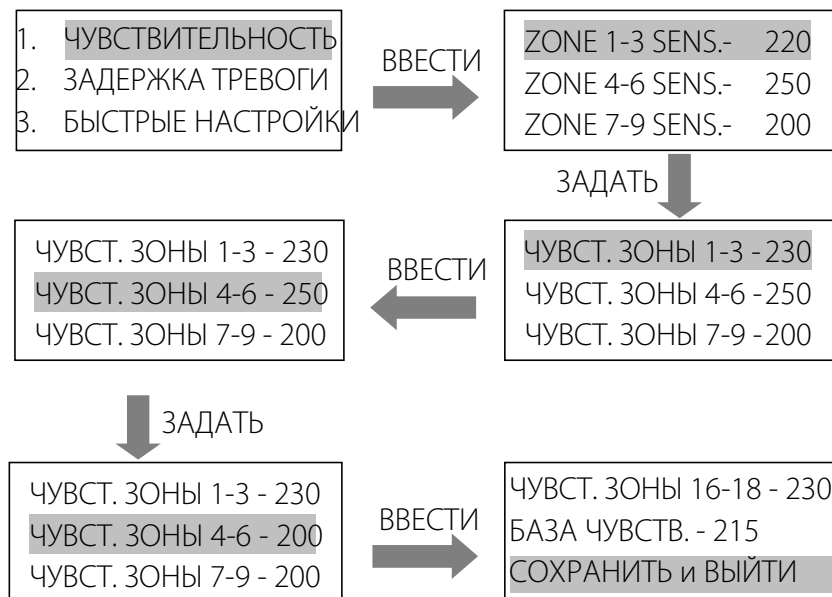 1. ЧУВСТВИТЕЛЬНОСТЬ
2. ЗАДЕРЖКА ТРЕВОГИ
3. БЫСТРЫЕ НАСТРОЙКИ
ВВЕСТИ
ZONE 1-3 SENS.- 220
ZONE 4-6 SENS.- 250
ZONE 7-9 SENS.- 200
ЗАДАТЬ
ЧУВСТ. ЗОНЫ 1-3 - 230
ЧУВСТ. ЗОНЫ 4-6 - 250
ЧУВСТ. ЗОНЫ 7-9 - 200
ВВЕСТИ
ЧУВСТ. ЗОНЫ 1-3 - 230
ЧУВСТ. ЗОНЫ 4-6 - 250
ЧУВСТ. ЗОНЫ 7-9 - 200
ЗАДАТЬ
ЧУВСТ. ЗОНЫ 1-3 - 230
ЧУВСТ. ЗОНЫ 4-6 - 200
ЧУВСТ. ЗОНЫ 7-9 - 200
ВВЕСТИ
ЧУВСТ. ЗОНЫ 16-18 - 230
БАЗА ЧУВСТВ. - 215
СОХРАНИТЬ и ВЫЙТИ